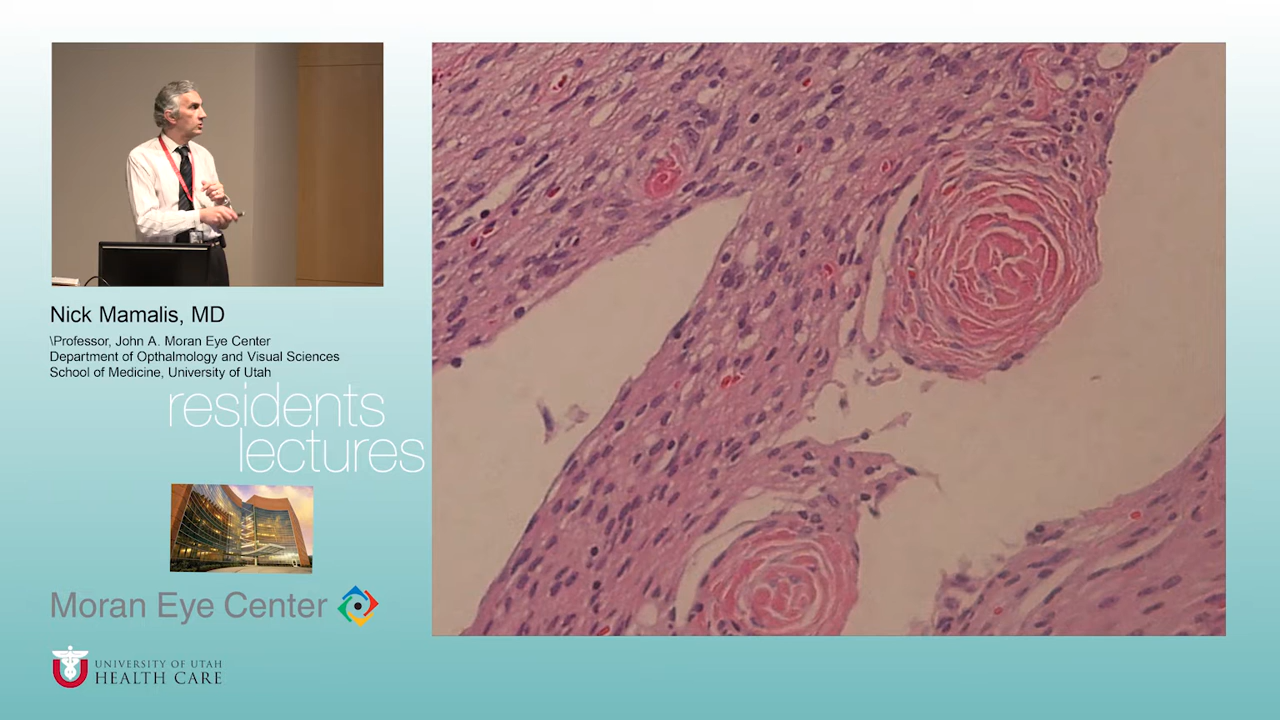 Nick Mamalis, MD
\Professor, John A. Moran Eye Center
Department of Opthalmology and Visual Sciences
School of Medicine, University of Utah
residents
lectures
Moran Eye Center
UNIVERSITY OF UTAH
HEALTH CARE